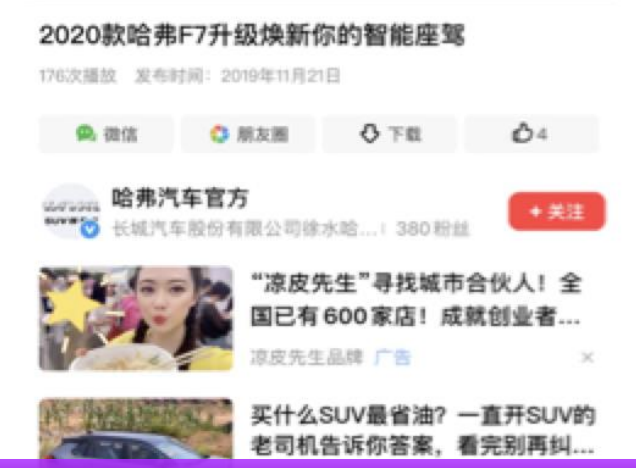 2020款哈弗F7升级焕新你的智能座驾
176次播放 发布时间：2019年11月21日
微信 朋友圈 下载 4
哈弗汽车官方
+ 关注
长城汽车股份有限公司徐水哈...| 380粉丝
“凉皮先生”寻找城市合伙人！全
国已有600家店！成就创业者...
凉皮先生品牌 广告 ×
买什么SUV最省油？一直开SUV的
老司机告诉你答案，看完别再纠...